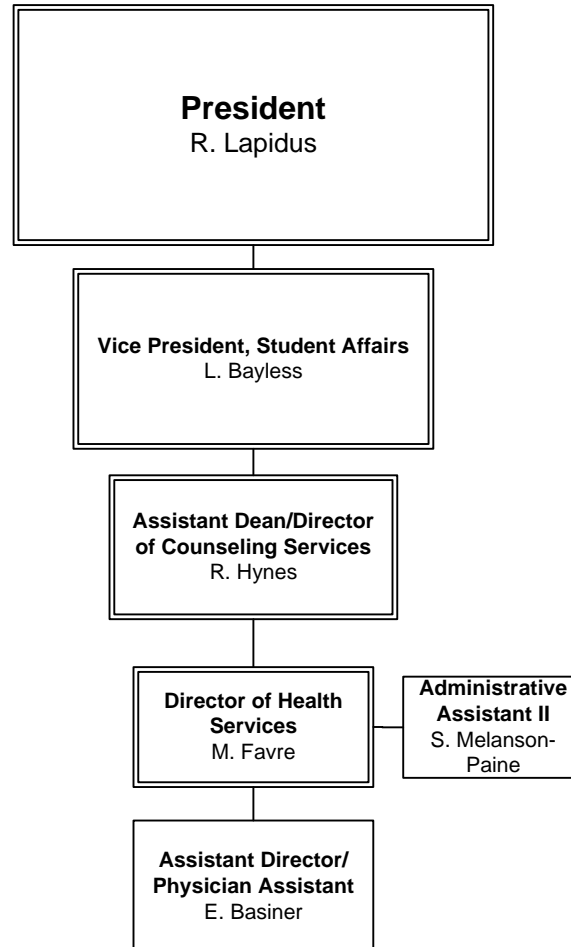 President
R. Lapidus
Vice President, Student Affairs
L. Bayless
Assistant Dean/Director
of Counseling Services
R. Hynes
Director of Health
Services
M. Favre
Administrative
Assistant II
S. Melanson-
Paine
Assistant Director/
Physician Assistant
E. Basiner